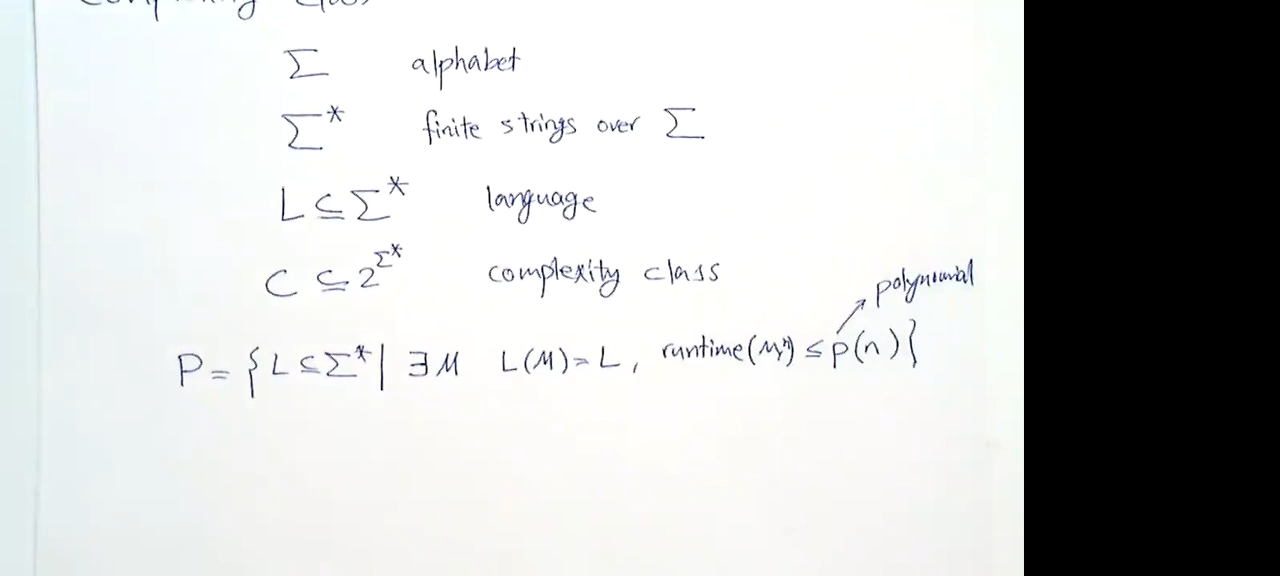 Σ alphabet
Σ* finite strings over Σ
L ⊆ Σ* language
C ⊆ 2^Σ* complexity class
polynomial
P = { L ⊆ Σ* | ∃ M L(M) = L, runtime(M,n) ≤ p(n) }